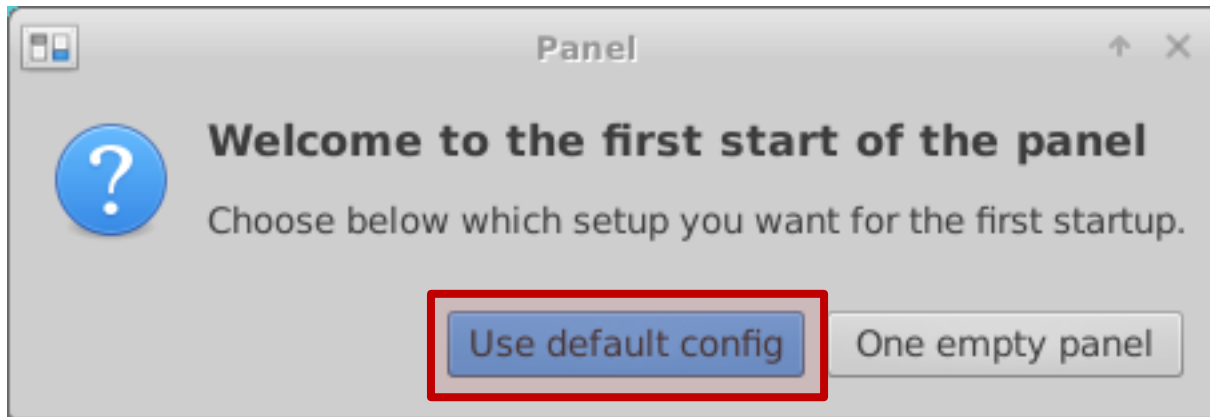 Panel
Welcome to the first start of the panel
Choose below which setup you want for the first startup.
Use default config One empty panel